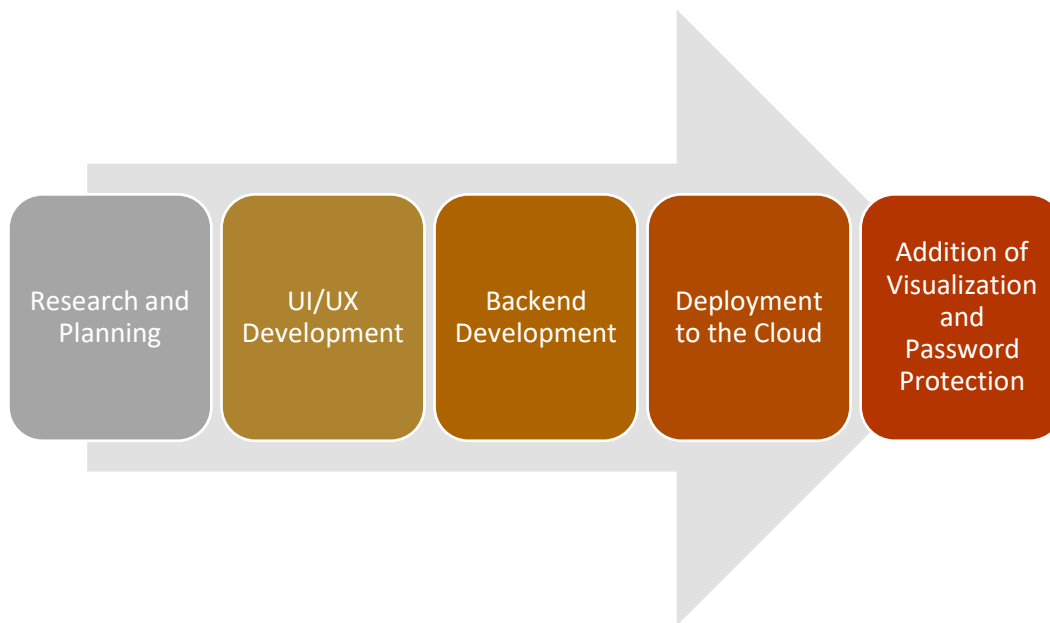 Research and
Planning
UI/UX
Development
Backend
Development
Deployment
to the Cloud
Addition of
Visualization
and
Password
Protection